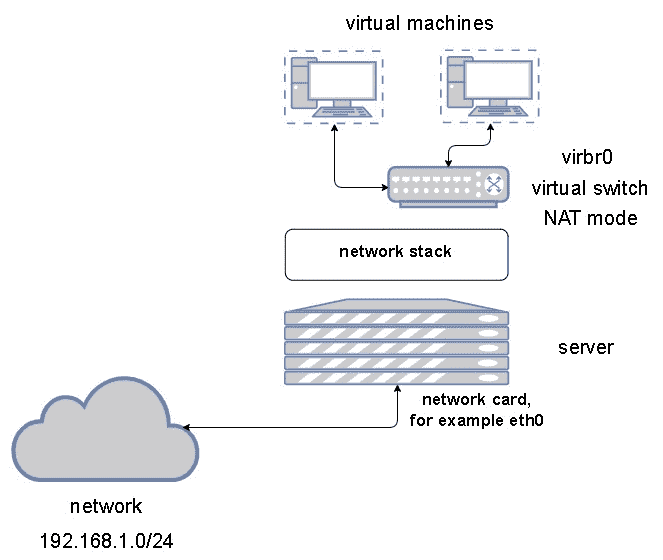 virtual machines
virbr0
virtual switch
NAT mode
network stack
server
network card,
for example eth0
network
192.168.1.0/24